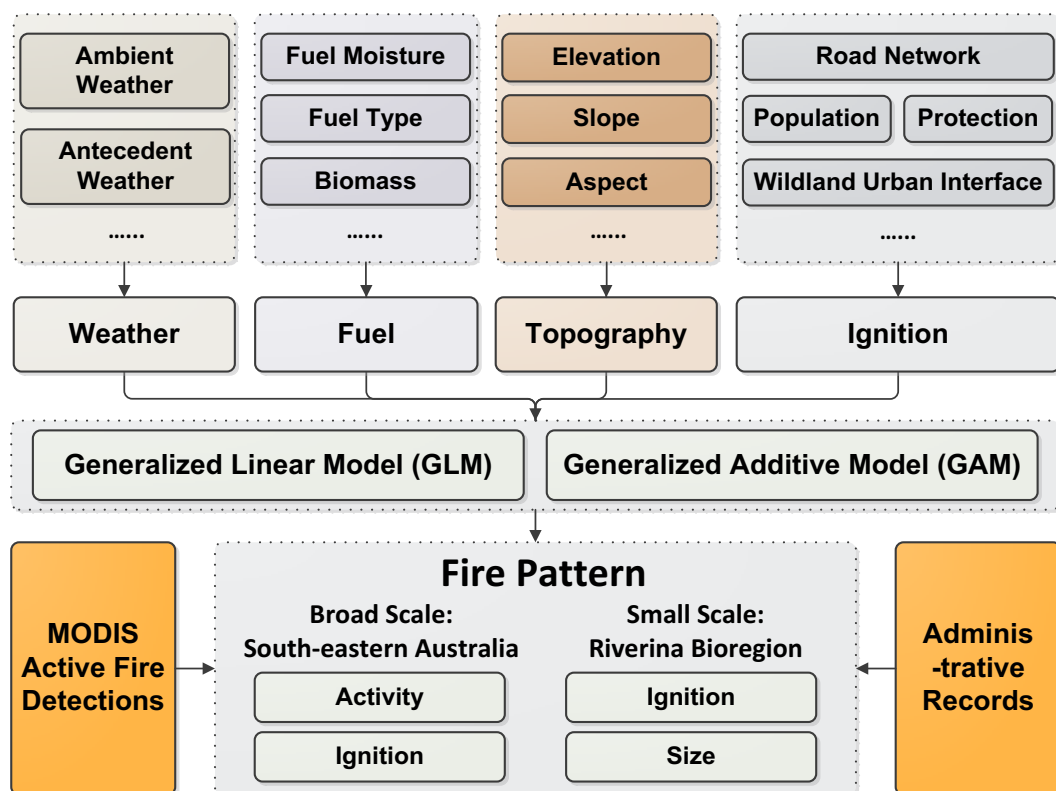 Ambient
Weather
Antecedent
Weather
…...
Fuel Moisture
Fuel Type
Biomass
…...
Elevation
Slope
Aspect
…...
Road Network
Population
Protection
Wildland Urban Interface
…...
Weather
Fuel
Topography
Ignition
Generalized Linear Model (GLM)
Generalized Additive Model (GAM)
MODIS
Active Fire
Detections
Fire Pattern
Broad Scale:
South-eastern Australia
Activity
Ignition
Small Scale:
Riverina Bioregion
Ignition
Size
Adminis
-trative
Records